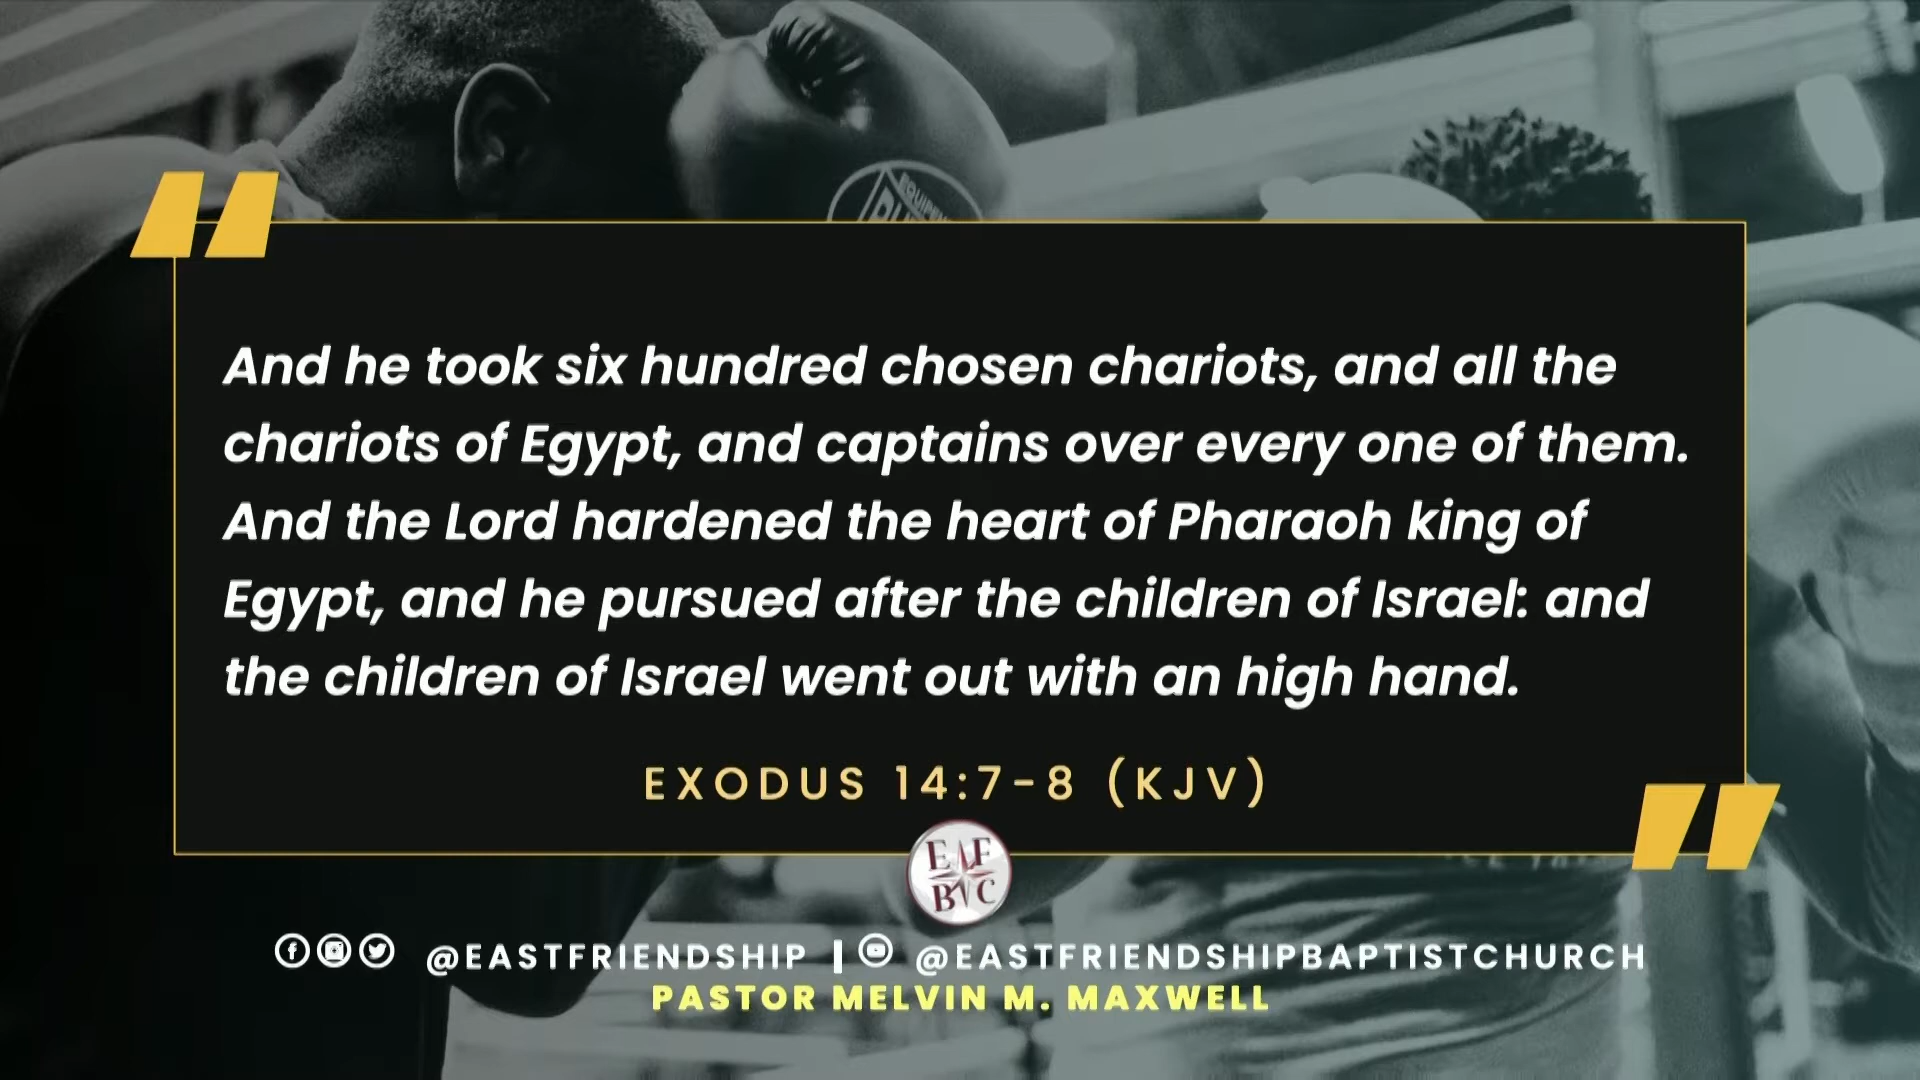 And he took six hundred chosen chariots, and all the
chariots of Egypt, and captains over every one of them.
And the Lord hardened the heart of Pharaoh king of
Egypt, and he pursued after the children of Israel: and
the children of Israel went out with an high hand.
EXODUS 14:7-8 (KJV)
E F
B C
@EASTFRIENDSHIP | @EASTFRIENDSHIPBAPTISTCHURCH
PASTOR MELVIN M. MAXWELL